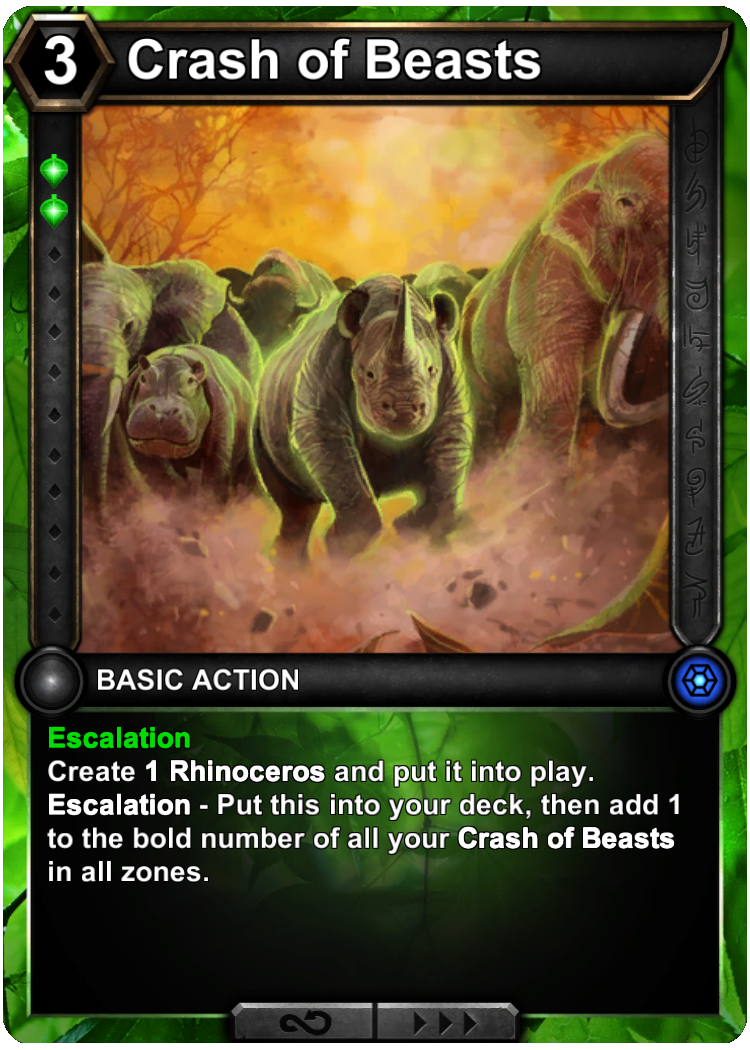 3
Crash of Beasts
BASIC ACTION
Escalation
Create 1 Rhinoceros and put it into play.
Escalation - Put this into your deck, then add 1
to the bold number of all your Crash of Beasts
in all zones.